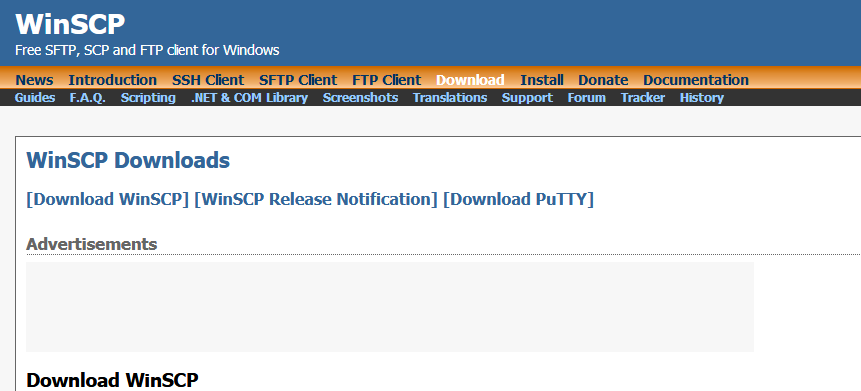 WinSCP
Free SFTP, SCP and FTP client for Windows
News Introduction SSH Client SFTP Client FTP Client Download Install Donate Documentation
Guides F.A.Q. Scripting .NET & COM Library Screenshots Translations Support Forum Tracker History
WinSCP Downloads
[Download WinSCP] [WinSCP Release Notification] [Download PuTTY]
Advertisements
Download WinSCP